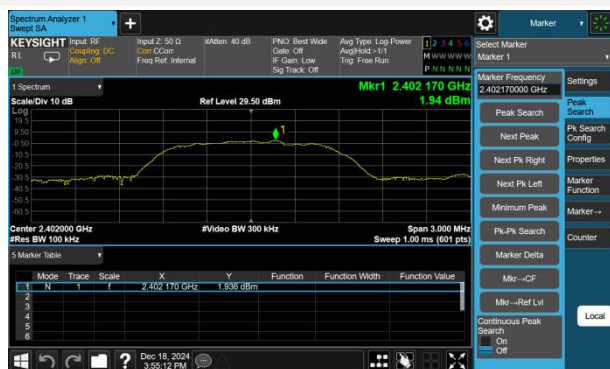 Spectrum Analyzer 1
Swept SA
+
Marker
KEYSIGHT
RL
Input: RF
Coupling: DC
Align: Off
Input Z: 50 Ω
Corr CCorr
Freq Ref: Internal
#Atten: 40 dB
PNO: Best Wide
Gate: Off
IF Gain: Low
Sig Track: Off
Avg Type: Log-Power
Avg|Hold:>1/1
Trig: Free Run
1 2 3 4 5 6
M W W W W W
P N N N N N
Select Marker
Marker 1
1 Spectrum
Scale/Div 10 dB
Log
Ref Level 29.50 dBm
Mkr1 2.402 170 GHz
1.94 dBm
19.5
9.50
-0.50
-10.5
-20.5
-30.5
-40.5
-50.5
-60.5
1
Center 2.402000 GHz
#Res BW 100 kHz
#Video BW 300 kHz
Span 3.000 MHz
Sweep 1.00 ms (601 pts)
5 Marker Table
Mode Trace Scale X Y Function Function Width Function Value
1 N 1 f 2.402 170 GHz 1.936 dBm
2
3
4
5
6
Marker Frequency
2.402170000 GHz
Peak Search
Next Peak
Next Pk Right
Next Pk Left
Minimum Peak
Pk-Pk Search
Marker Delta
Mkr→CF
Mkr→Ref Lvl
Continuous Peak
Search
On
Off
Settings
Peak
Search
Pk Search
Config
Properties
Marker
Function
Marker→
Counter
Local
?
Dec 18, 2024
3:55:12 PM